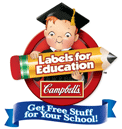 Labels for
Education
Campbell's
Get Free Stuff
for Your School!